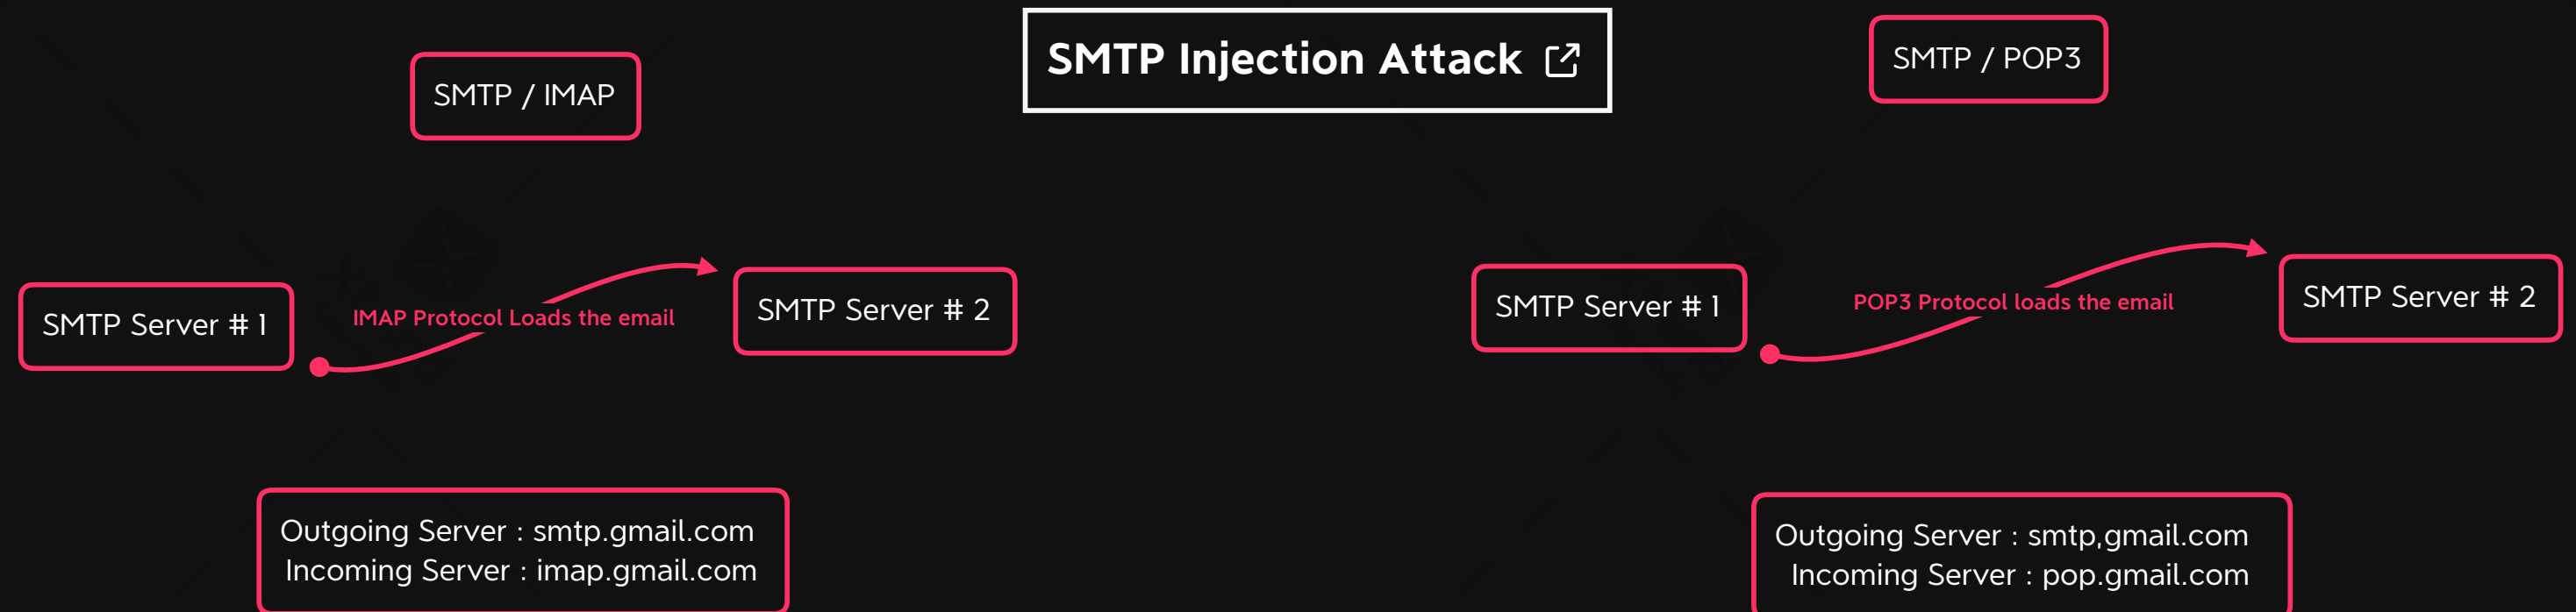 SMTP Injection Attack
SMTP / IMAP
SMTP Server # 1
IMAP Protocol Loads the email
SMTP Server # 2
Outgoing Server : smtp.gmail.com
Incoming Server : imap.gmail.com
SMTP / POP3
SMTP Server # 1
POP3 Protocol loads the email
SMTP Server # 2
Outgoing Server : smtp,gmail.com
Incoming Server : pop.gmail.com